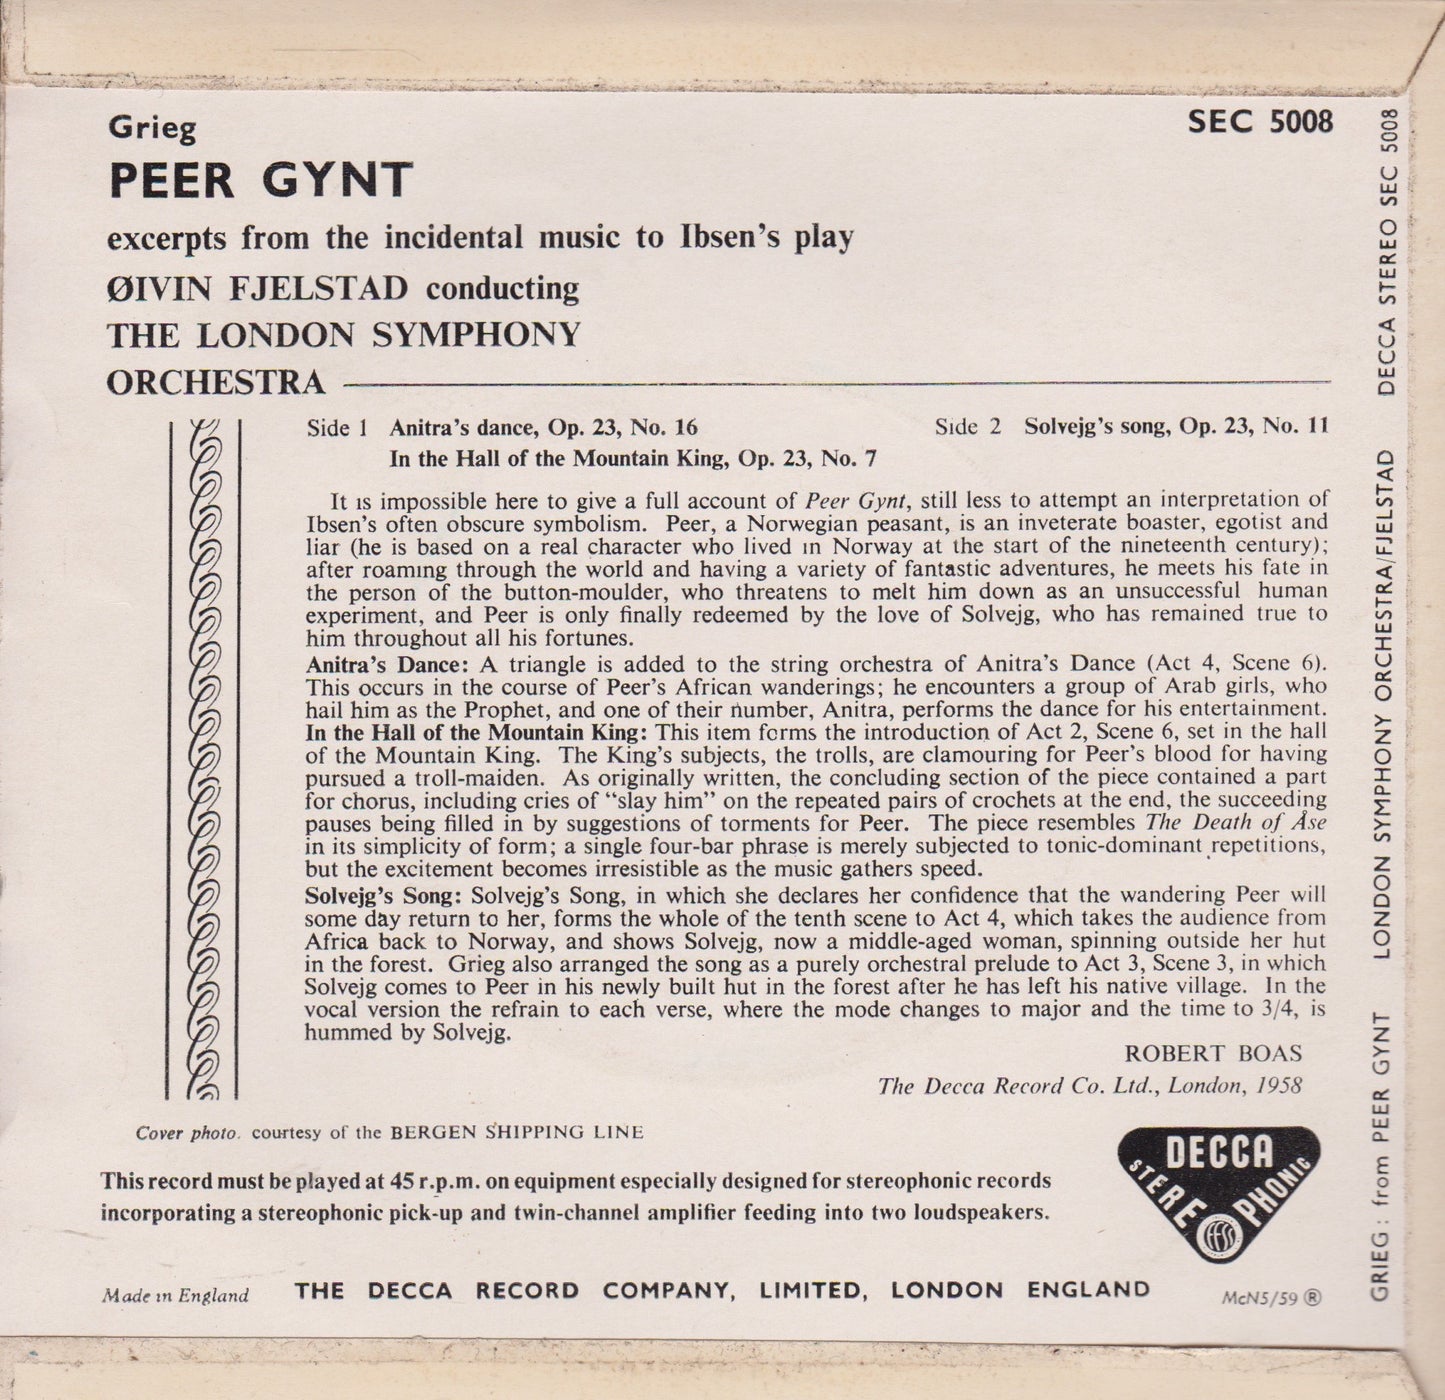 Grieg
SEC 5008
PEER GYNT
excerpts from the incidental music to Ibsen's play
ØIVIN FJELSTAD conducting
THE LONDON SYMPHONY
ORCHESTRA
Side 1 Anitra's dance, Op. 23, No. 16
In the Hall of the Mountain King, Op. 23, No. 7
Side 2 Solvejg's song, Op. 23, No. 11
It is impossible here to give a full account of Peer Gynt, still less to attempt an interpretation of
Ibsen's often obscure symbolism. Peer, a Norwegian peasant, is an inveterate boaster, egotist and
liar (he is based on a real character who lived in Norway at the start of the nineteenth century);
after roaming through the world and having a variety of fantastic adventures, he meets his fate in
the person of the button-moulder, who threatens to melt him down as an unsuccessful human
experiment, and Peer is only finally redeemed by the love of Solvejg, who has remained true to
him throughout all his fortunes.
Anitra's Dance: A triangle is added to the string orchestra of Anitra's Dance (Act 4, Scene 6).
This occurs in the course of Peer's African wanderings; he encounters a group of Arab girls, who
hail him as the Prophet, and one of their number, Anitra, performs the dance for his entertainment.
In the Hall of the Mountain King: This item forms the introduction of Act 2, Scene 6, set in the hall
of the Mountain King. The King's subjects, the trolls, are clamouring for Peer's blood for having
pursued a troll-maiden. As originally written, the concluding section of the piece contained a part
for chorus, including cries of "slay him" on the repeated pairs of crochets at the end, the succeeding
pauses being filled in by suggestions of torments for Peer. The piece resembles The Death of Åse
in its simplicity of form; a single four-bar phrase is merely subjected to tonic-dominant repetitions,
but the excitement becomes irresistible as the music gathers speed.
Solvejg's Song: Solvejg's Song, in which she declares her confidence that the wandering Peer will
some day return to her, forms the whole of the tenth scene to Act 4, which takes the audience from
Africa back to Norway, and shows Solvejg, now a middle-aged woman, spinning outside her hut
in the forest. Grieg also arranged the song as a purely orchestral prelude to Act 3, Scene 3, in which
Solvejg comes to Peer in his newly built hut in the forest after he has left his native village. In the
vocal version the refrain to each verse, where the mode changes to major and the time to 3/4, is
hummed by Solvejg.
ROBERT BOAS
The Decca Record Co. Ltd., London, 1958
Cover photo. courtesy of the BERGEN SHIPPING LINE
This record must be played at 45 r.p.m. on equipment especially designed for stereophonic records
incorporating a stereophonic pick-up and twin-channel amplifier feeding into two loudspeakers.
DECCA
STEREOPHONIC
ffss
Made in England
THE DECCA RECORD COMPANY, LIMITED, LONDON ENGLAND
McN5/59 ®
GRIEG: from PEER GYNT LONDON SYMPHONY ORCHESTRA/FJELSTAD DECCA STEREO SEC 5008